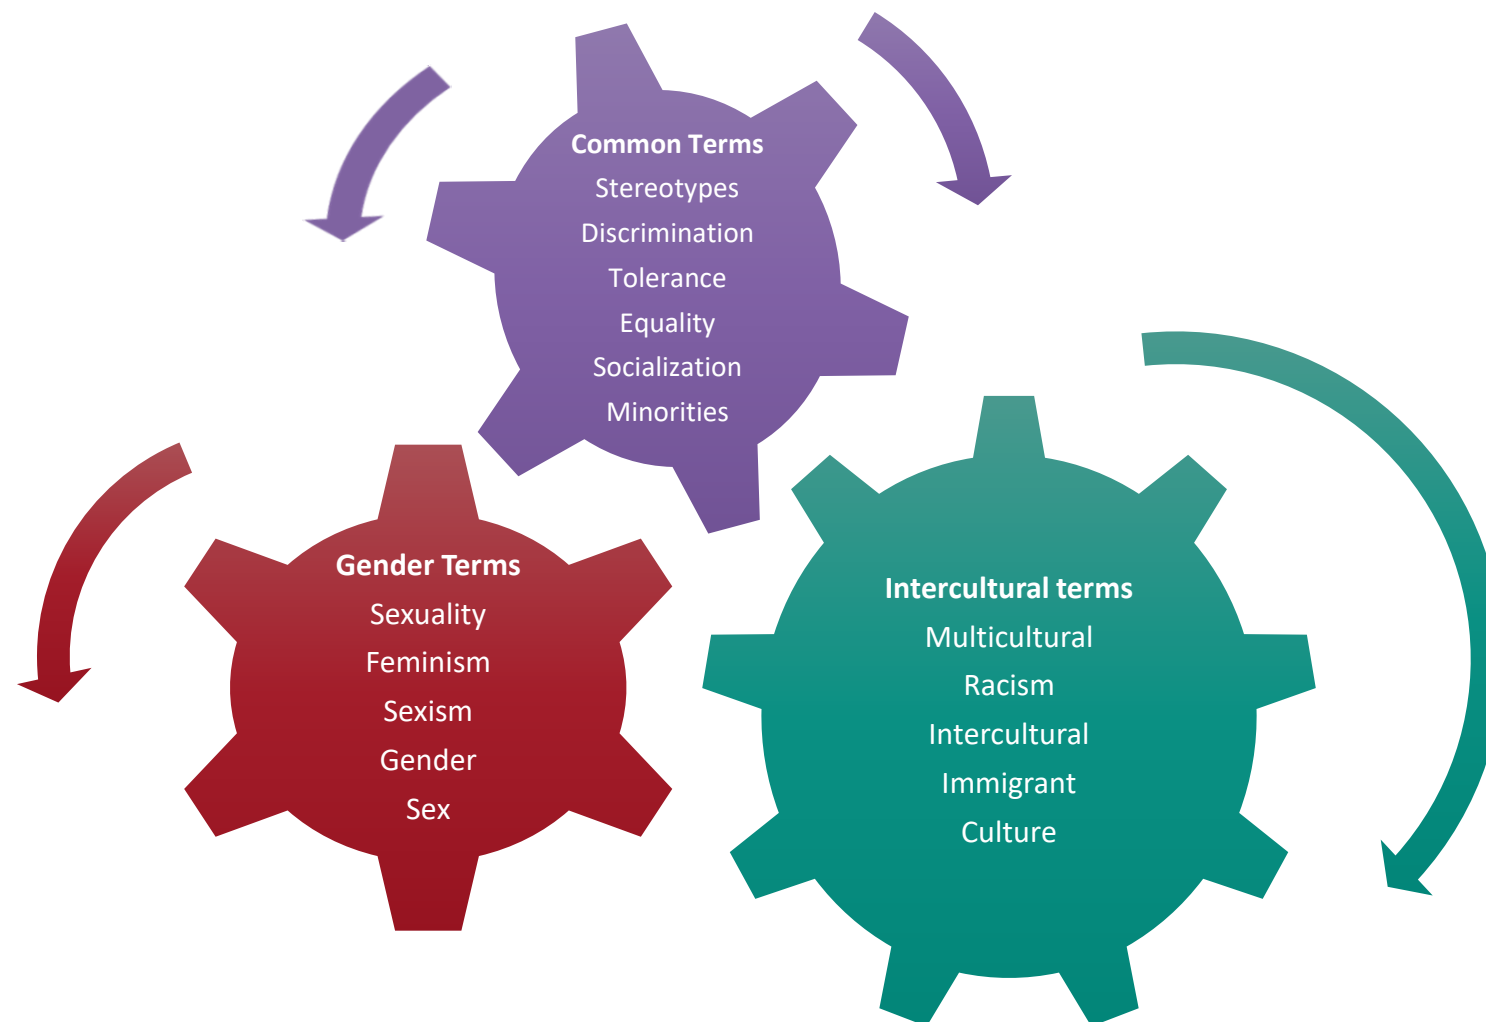 Common Terms
Stereotypes
Discrimination
Tolerance
Equality
Socialization
Minorities
Gender Terms
Sexuality
Feminism
Sexism
Gender
Sex
Intercultural terms
Multicultural
Racism
Intercultural
Immigrant
Culture